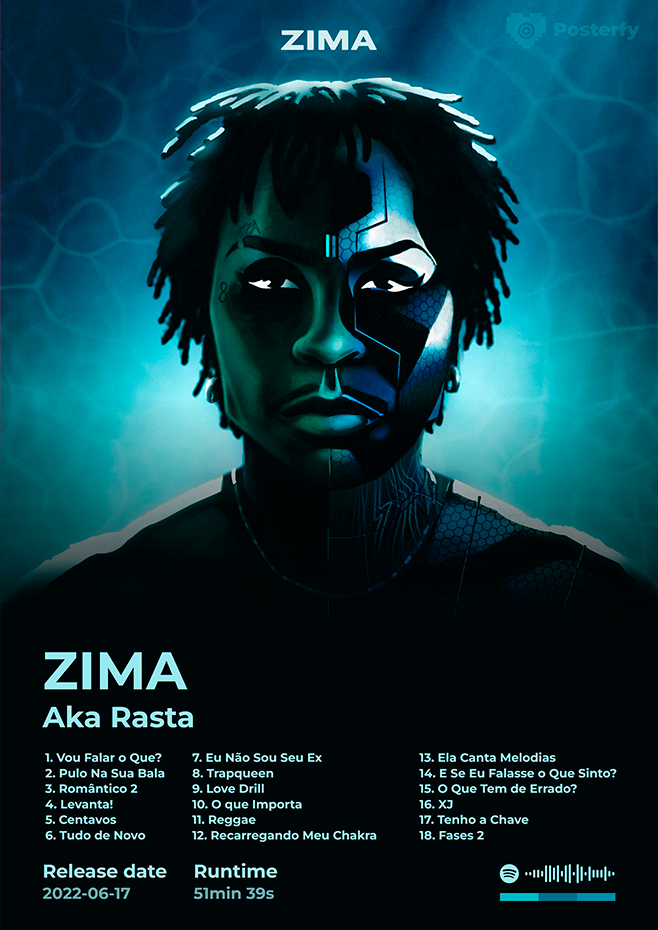 ZIMA
Posterfy
ZIMA
Aka Rasta
1. Vou Falar o Que?
2. Pulo Na Sua Bala
3. Romântico 2
4. Levanta!
5. Centavos
6. Tudo de Novo
7. Eu Não Sou Seu Ex
8. Trapqueen
9. Love Drill
10. O que Importa
11. Reggae
12. Recarregando Meu Chakra
13. Ela Canta Melodias
14. E Se Eu Falasse o Que Sinto?
15. O Que Tem de Errado?
16. XJ
17. Tenho a Chave
18. Fases 2
Release date
2022-06-17
Runtime
51min 39s